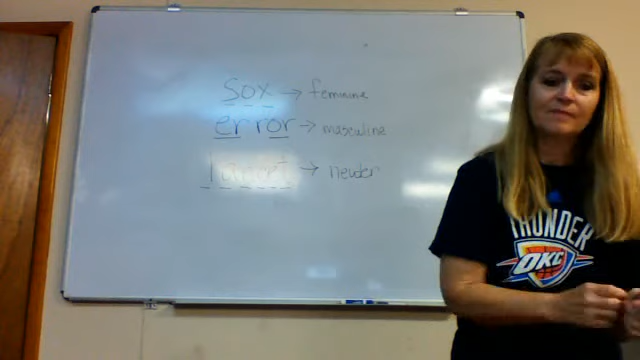 Sox → feminine
error → masculine
→ neuter
THUNDER
OKC